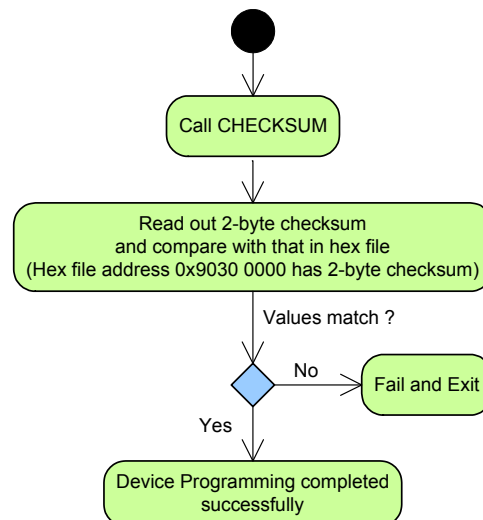 Call CHECKSUM
Read out 2-byte checksum
and compare with that in hex file
(Hex file address 0x9030 0000 has 2-byte checksum)
Values match ?
No
Fail and Exit
Yes
Device Programming completed
successfully